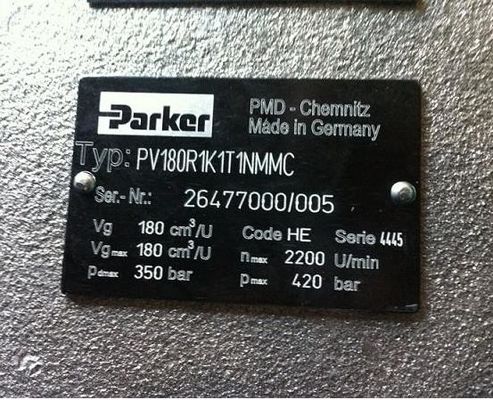 Parker
PMD - Chemnitz
Made in Germany
Typ: PV180R1K1T1NMMC
Ser.-Nr.: 26477000/005
Vg 180 cm³/U Code HE Serie 4445
Vgmax 180 cm³/U nmax 2200 U/min
pdmax 350 bar pmax 420 bar